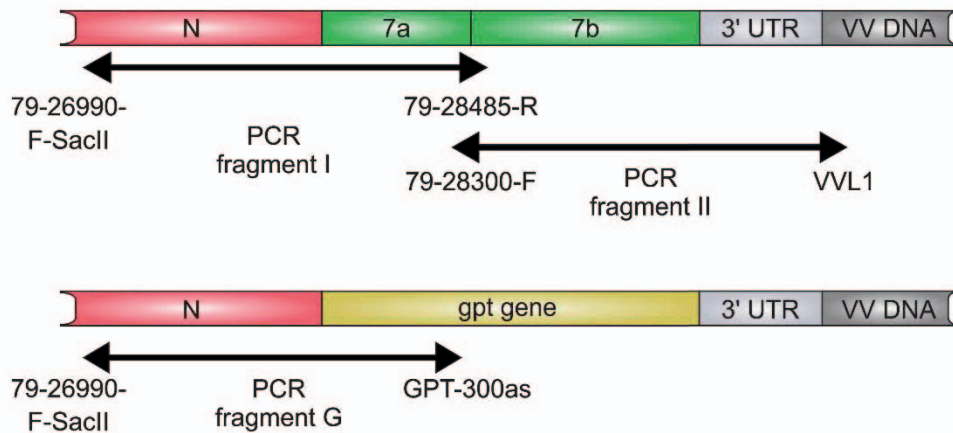 N 7a 7b 3' UTR VV DNA
79-26990-
F-SacII
PCR
fragment I
79-28485-R
79-28300-F
PCR
fragment II
VVL1
N gpt gene 3' UTR VV DNA
79-26990-
F-SacII
PCR
fragment G
GPT-300as